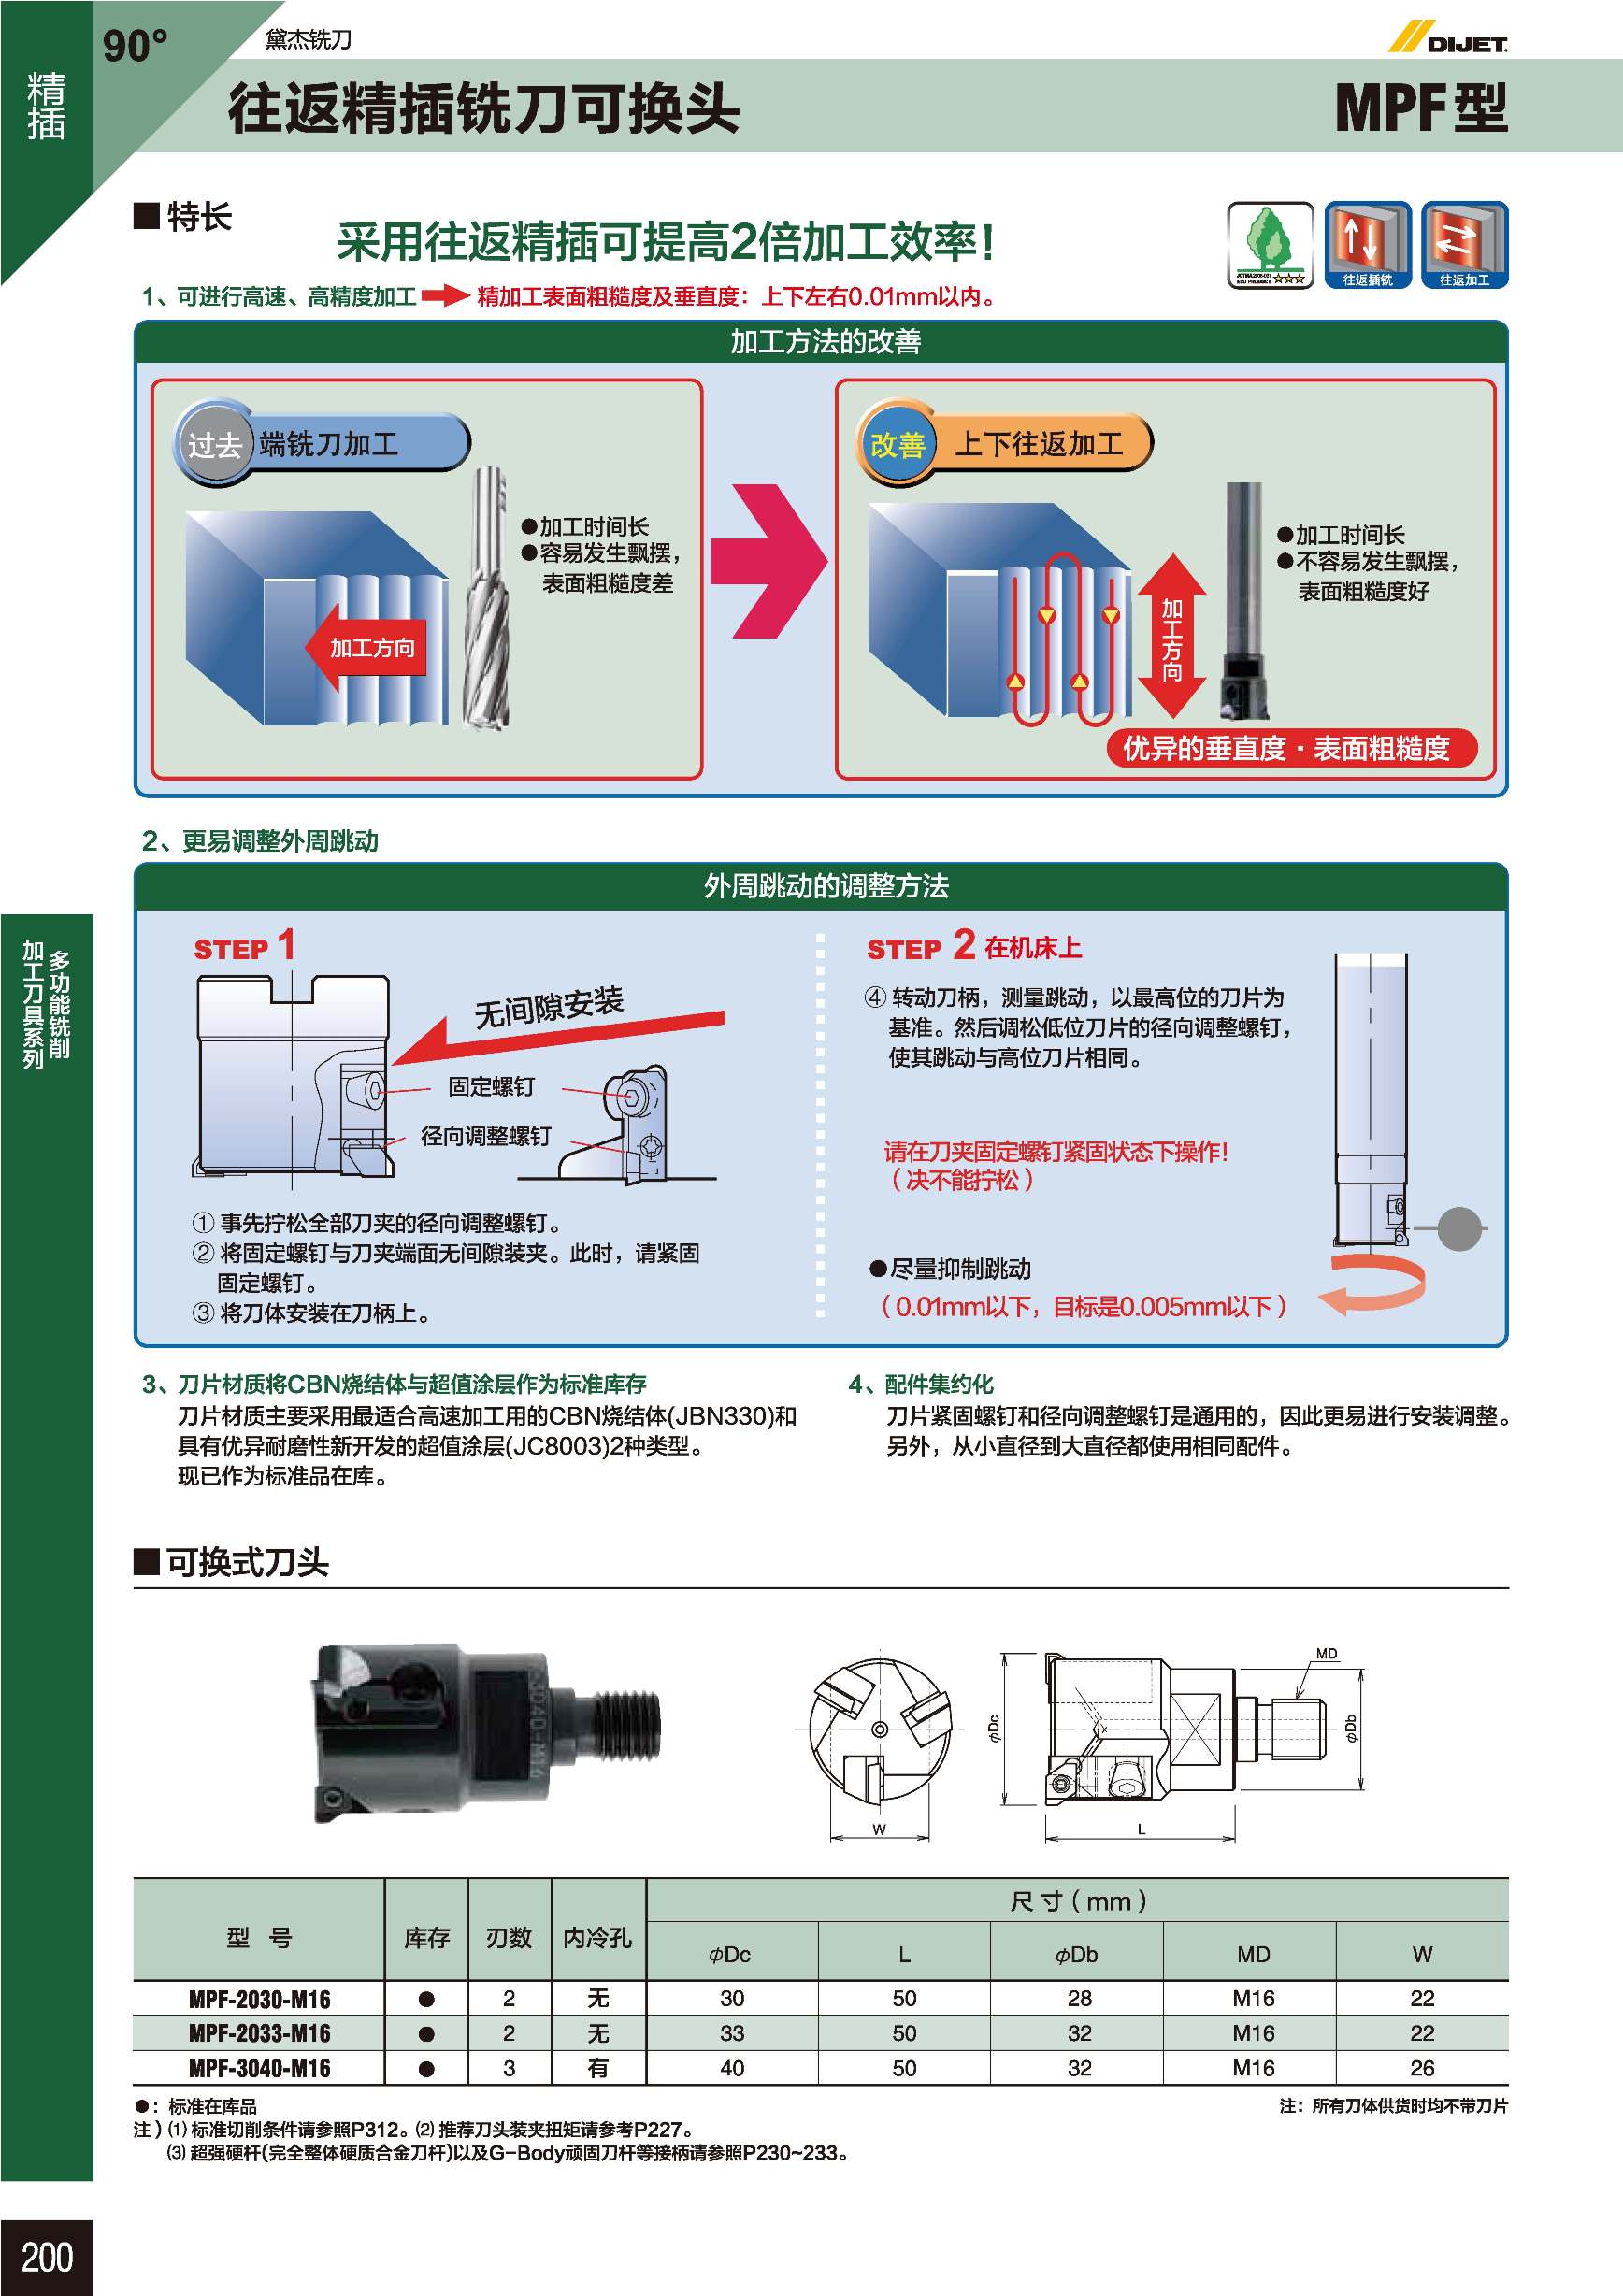 90°
黛杰铣刀
DIJET
精插
往返精插铣刀可换头
MPF型
■特长
采用往返精插可提高2倍加工效率!
往返插铣
往返加工
1、可进行高速、高精度加工 精加工表面粗糙度及垂直度：上下左右0.01mm以内。
加工方法的改善
过去 端铣刀加工
●加工时间长
●容易发生飘摆，
表面粗糙度差
加工方向
改善 上下往返加工
●加工时间长
●不容易发生飘摆，
表面粗糙度好
加工方向
优异的垂直度·表面粗糙度
2、更易调整外周跳动
外周跳动的调整方法
STEP 1
无间隙安装
固定螺钉
径向调整螺钉
① 事先拧松全部刀夹的径向调整螺钉。
② 将固定螺钉与刀夹端面无间隙装夹。此时，请紧固
固定螺钉。
③ 将刀体安装在刀柄上。
STEP 2 在机床上
④ 转动刀柄，测量跳动，以最高位的刀片为
基准。然后调松低位刀片的径向调整螺钉，
使其跳动与高位刀片相同。
请在刀夹固定螺钉紧固状态下操作!
（决不能拧松）
●尽量抑制跳动
（0.01mm以下，目标是0.005mm以下）
多功能铣削
加工刀具系列
3、刀片材质将CBN烧结体与超值涂层作为标准库存
刀片材质主要采用最适合高速加工用的CBN烧结体(JBN330)和
具有优异耐磨性新开发的超值涂层(JC8003)2种类型。
现已作为标准品在库。
4、配件集约化
刀片紧固螺钉和径向调整螺钉是通用的，因此更易进行安装调整。
另外，从小直径到大直径都使用相同配件。
■可换式刀头
W
φDc
L
MD
φDb
型 号 库存 刃数 内冷孔 尺 寸（mm）
φDc L φDb MD W
MPF-2030-M16 ● 2 无 30 50 28 M16 22
MPF-2033-M16 ● 2 无 33 50 32 M16 22
MPF-3040-M16 ● 3 有 40 50 32 M16 26
●：标准在库品
注：所有刀体供货时均不带刀片
注）⑴ 标准切削条件请参照P312。⑵ 推荐刀头装夹扭矩请参考P227。
⑶ 超强硬杆(完全整体硬质合金刀杆)以及G-Body顽固刀杆等接柄请参照P230~233。
200